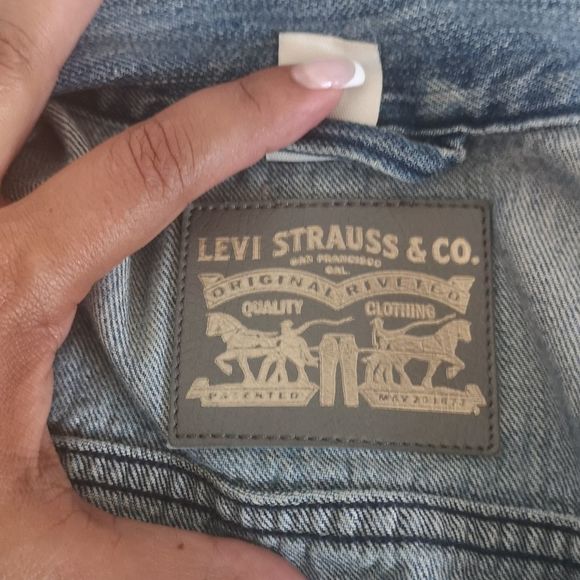 LEVI STRAUSS & CO.
SAN FRANCISCO
CAL.
ORIGINAL RIVETED
QUALITY CLOTHING
PATENTED MAY 20 1873